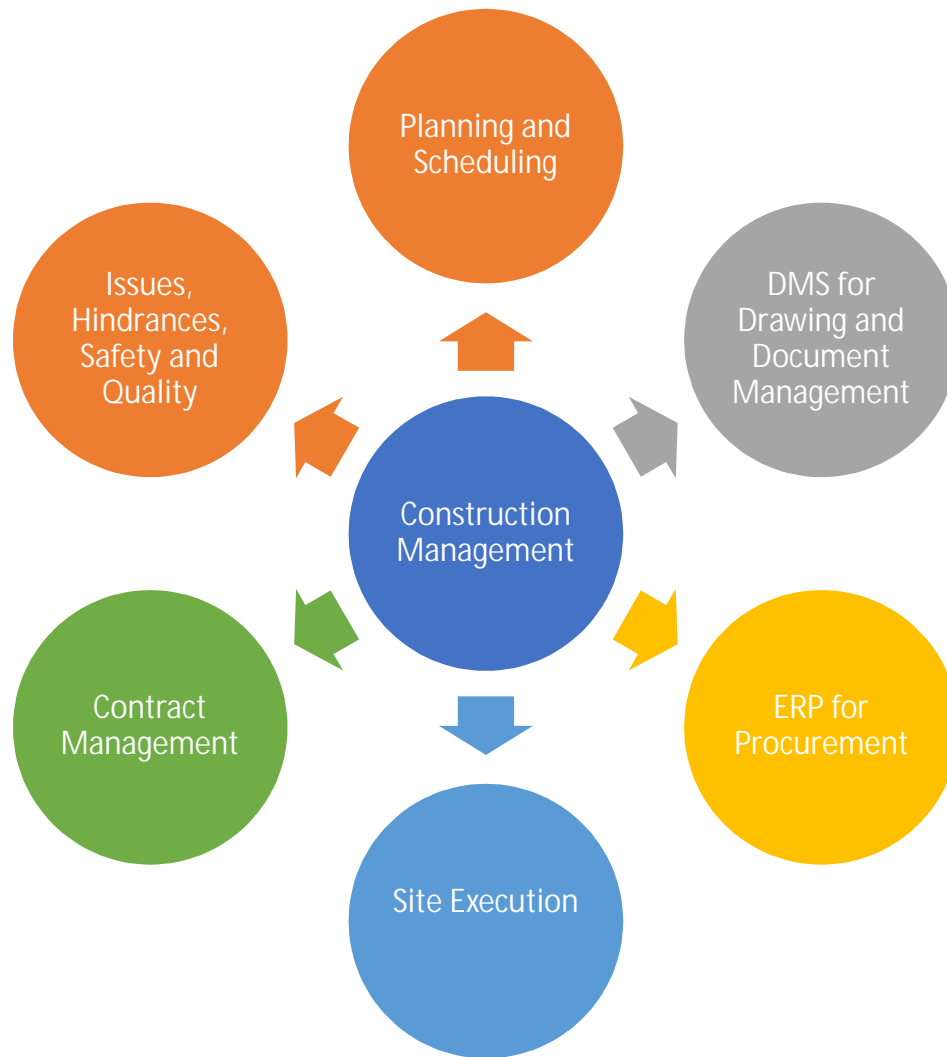 Planning and
Scheduling
Issues,
Hindrances,
Safety and
Quality
DMS for
Drawing and
Document
Management
Construction
Management
Contract
Management
ERP for
Procurement
Site Execution